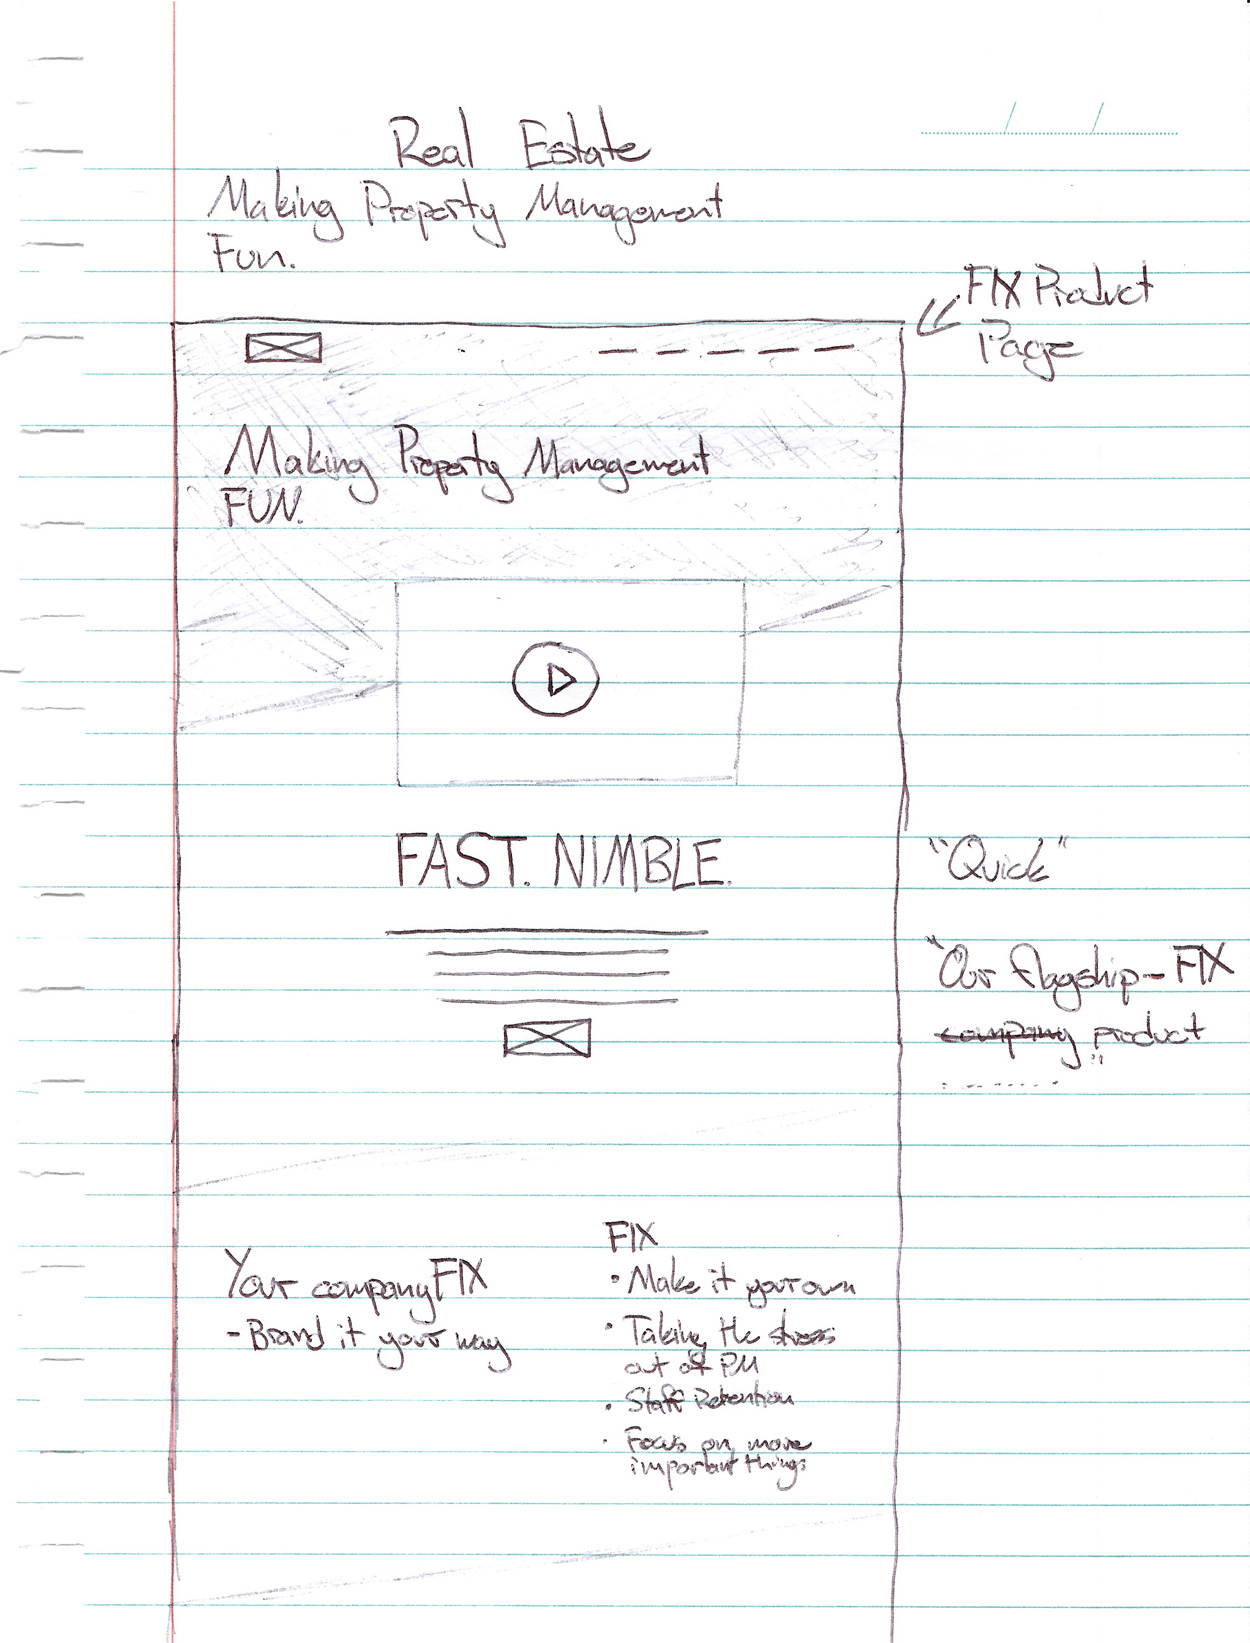 Real Estate
Making Property Management
Fun.
FIX Product
Page
Making Property Management
FUN.
FAST. NIMBLE.
"Quick"
"Our flagship - FIX
company product"
FIX
Your company FIX
- Brand it your way
• Make it your own
• Taking the stress
out of PM
• Staff Retention
• Focus on more
important things